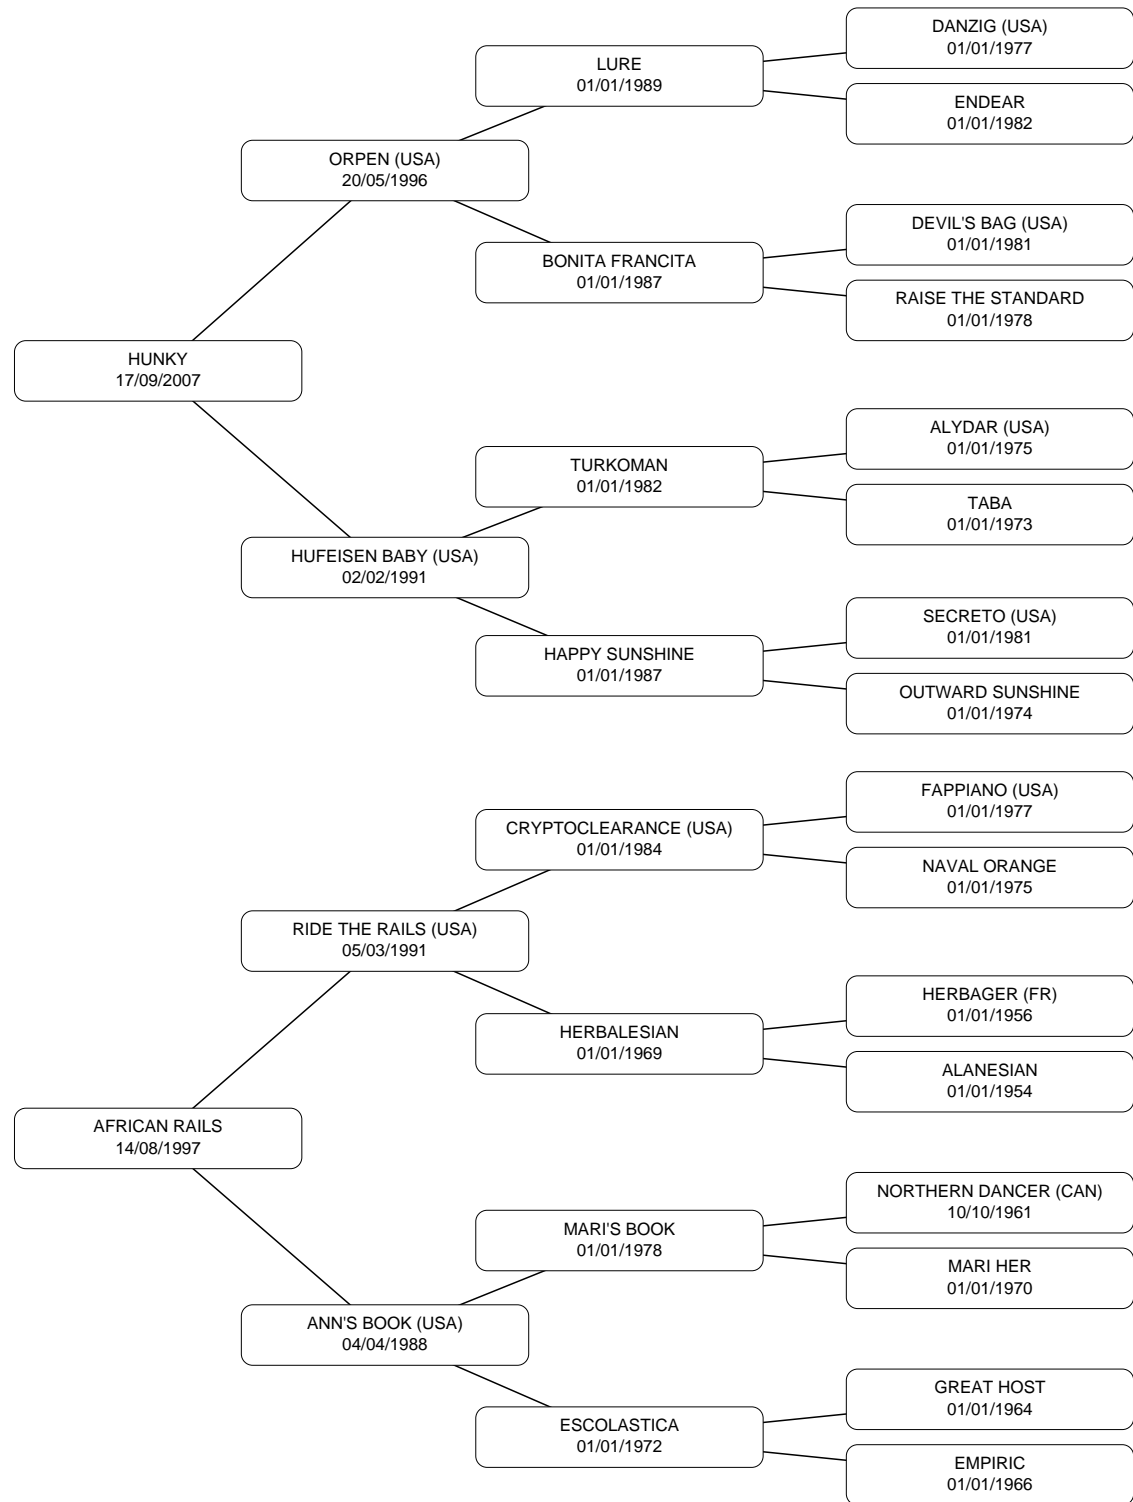 DANZIG (USA)
01/01/1977
LURE
01/01/1989
ENDEAR
01/01/1982
ORPEN (USA)
20/05/1996
DEVIL'S BAG (USA)
01/01/1981
BONITA FRANCITA
01/01/1987
RAISE THE STANDARD
01/01/1978
HUNKY
17/09/2007
ALYDAR (USA)
01/01/1975
TURKOMAN
01/01/1982
TABA
01/01/1973
HUFEISEN BABY (USA)
02/02/1991
SECRETO (USA)
01/01/1981
HAPPY SUNSHINE
01/01/1987
OUTWARD SUNSHINE
01/01/1974
FAPPIANO (USA)
01/01/1977
CRYPTOCLEARANCE (USA)
01/01/1984
NAVAL ORANGE
01/01/1975
RIDE THE RAILS (USA)
05/03/1991
HERBAGER (FR)
01/01/1956
HERBALESIAN
01/01/1969
ALANESIAN
01/01/1954
AFRICAN RAILS
14/08/1997
NORTHERN DANCER (CAN)
10/10/1961
MARI'S BOOK
01/01/1978
MARI HER
01/01/1970
ANN'S BOOK (USA)
04/04/1988
GREAT HOST
01/01/1964
ESCOLASTICA
01/01/1972
EMPIRIC
01/01/1966